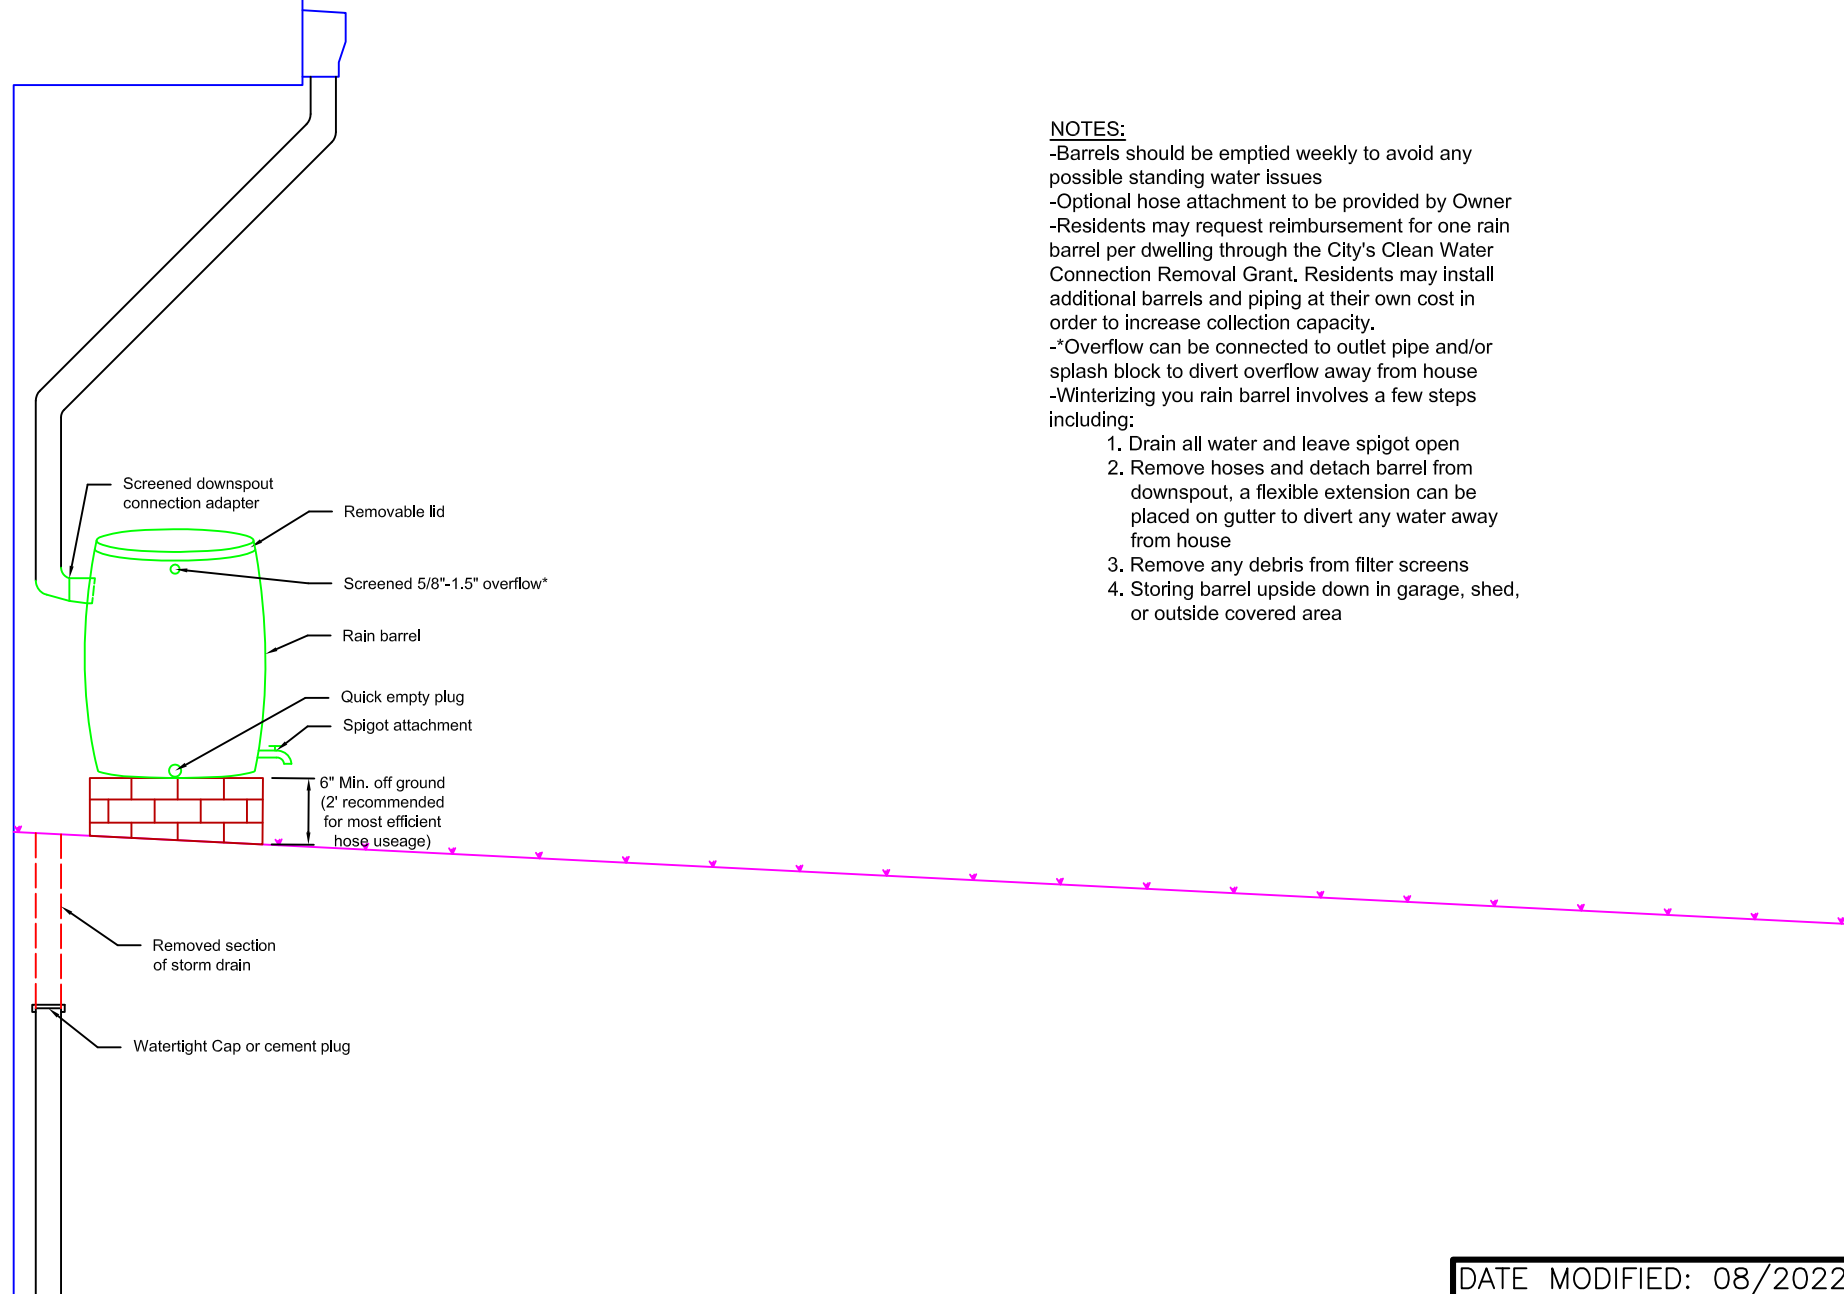 NOTES:
-Barrels should be emptied weekly to avoid any
possible standing water issues
-Optional hose attachment to be provided by Owner
-Residents may request reimbursement for one rain
barrel per dwelling through the City's Clean Water
Connection Removal Grant. Residents may install
additional barrels and piping at their own cost in
order to increase collection capacity.
-*Overflow can be connected to outlet pipe and/or
splash block to divert overflow away from house
-Winterizing you rain barrel involves a few steps
including:
1. Drain all water and leave spigot open
2. Remove hoses and detach barrel from
downspout, a flexible extension can be
placed on gutter to divert any water away
from house
3. Remove any debris from filter screens
4. Storing barrel upside down in garage, shed,
or outside covered area
Screened downspout
connection adapter
Removable lid
Screened 5/8"-1.5" overflow*
Rain barrel
Quick empty plug
Spigot attachment
6" Min. off ground
(2' recommended
for most efficient
hose useage)
Removed section
of storm drain
Watertight Cap or cement plug
DATE MODIFIED: 08/2022